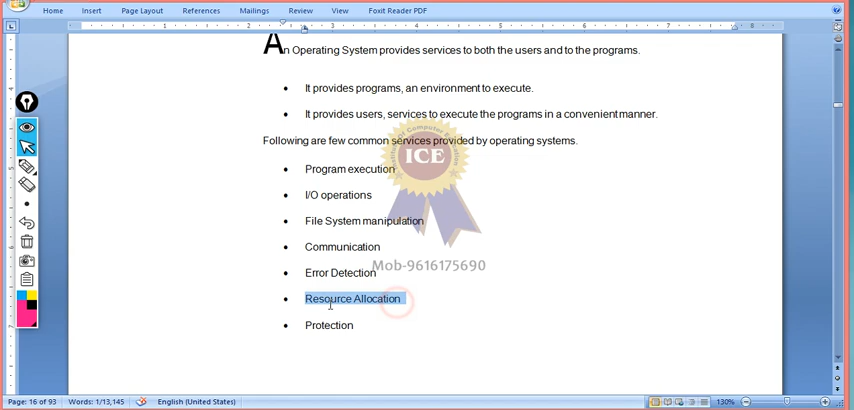 Home Insert Page Layout References Mailings Review View Foxit Reader PDF
An Operating System provides services to both the users and to the programs.
• It provides programs, an environment to execute.
• It provides users, services to execute the programs in a convenient manner.
Following are few common services provided by operating systems.
• Program execution
• I/O operations
• File System manipulation
• Communication
• Error Detection
• Resource Allocation
• Protection
ICE
Mob-9616175690
Page: 16 of 93 Words: 1/13,145 English (United States) 130%